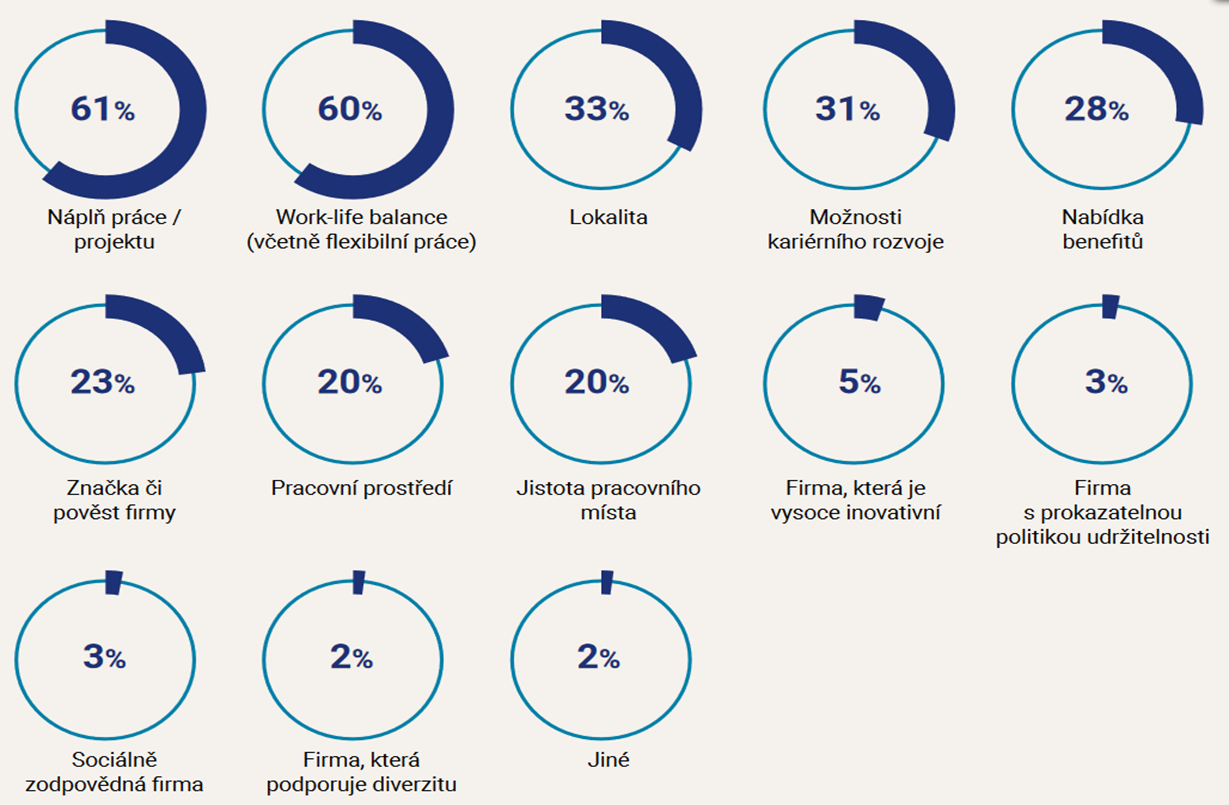 61%
Náplň práce /
projektu
60%
Work-life balance
(včetně flexibilní práce)
33%
Lokalita
31%
Možnosti
kariérního rozvoje
28%
Nabídka
benefitů
23%
Značka či
pověst firmy
20%
Pracovní prostředí
20%
Jistota pracovního
místa
5%
Firma, která je
vysoce inovativní
3%
Firma
s prokazatelnou
politikou udržitelnosti
3%
Sociálně
zodpovědná firma
2%
Firma, která
podporuje diverzitu
2%
Jiné